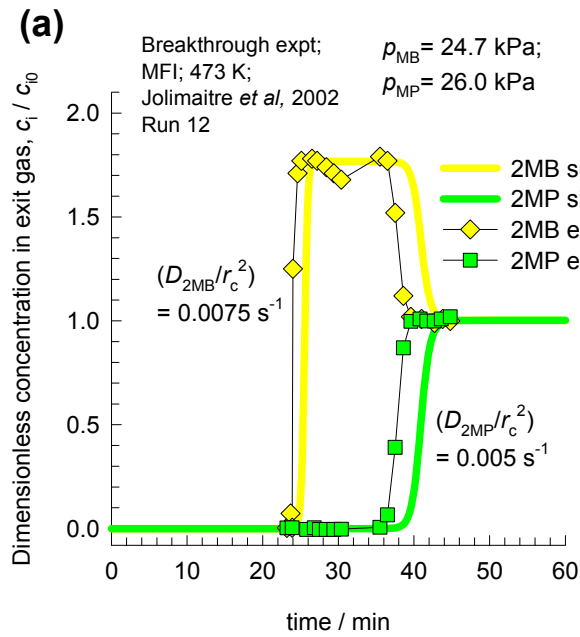 (a)
Breakthrough expt;
MFI; 473 K;
Jolimaitre et al, 2002
Run 12
pMB= 24.7 kPa;
pMP= 26.0 kPa
Dimensionless concentration in exit gas, ci / ci0
2.0
1.5
1.0
0.5
0.0
2MB s
2MP s
2MB e
2MP e
(D2MB/rc2)
= 0.0075 s-1
(D2MP/rc2)
= 0.005 s-1
0 10 20 30 40 50 60
time / min